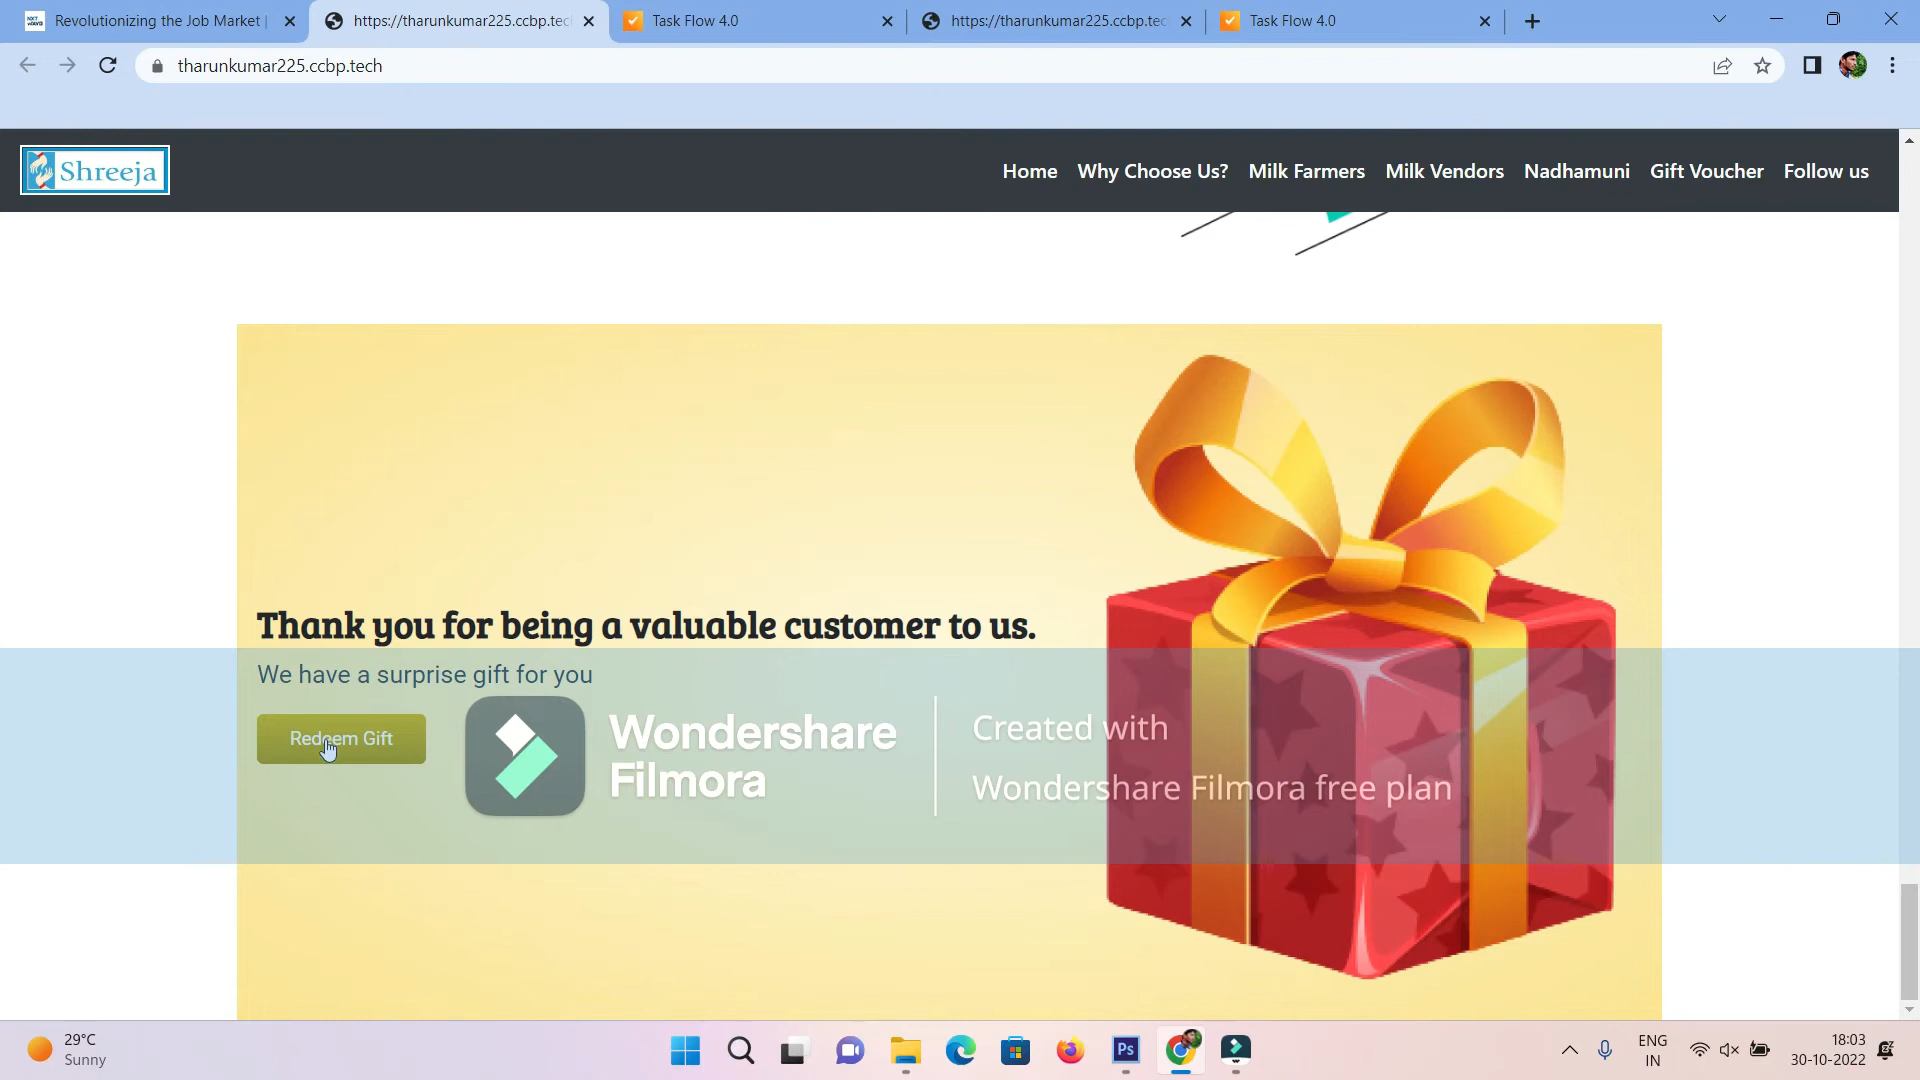 NXT WAVE
Revolutionizing the Job Market |
https://tharunkumar225.ccbp.tec
Task Flow 4.0
https://tharunkumar225.ccbp.tec
Task Flow 4.0
tharunkumar225.ccbp.tech
Shreeja
Home
Why Choose Us?
Milk Farmers
Milk Vendors
Nadhamuni
Gift Voucher
Follow us
Thank you for being a valuable customer to us.
We have a surprise gift for you
Redeem Gift
Wondershare
Filmora
Created with
Wondershare Filmora free plan
29°C
Sunny
Ps
ENG
IN
18:03
30-10-2022